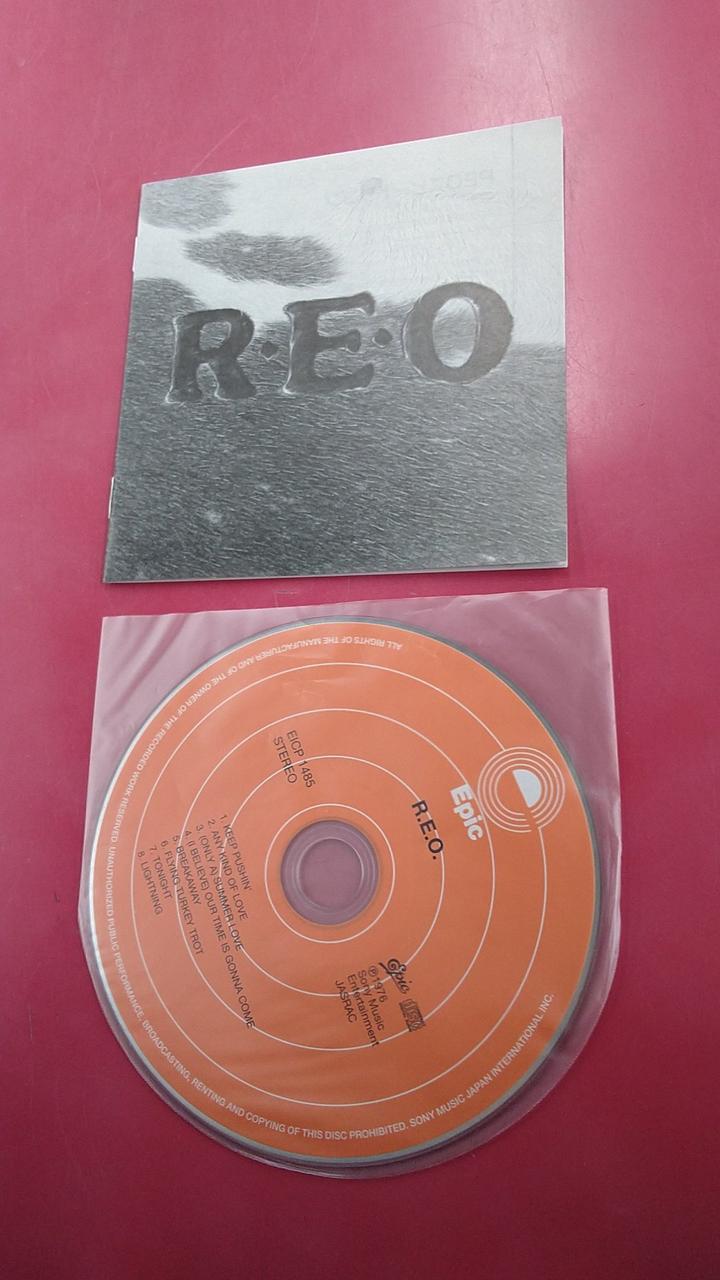 R·E·O
Epic
R.E.O.
EICP 1485
STEREO
1. KEEP PUSHIN'
2. ANY KIND OF LOVE
3. (ONLY A) SUMMER LOVE
4. (I BELIEVE) OUR TIME IS GONNA COME
5. BREAKAWAY
6. FLYING TURKEY TROT
7. TONIGHT
8. LIGHTNING
Epic
℗1976
Sony Music
Entertainment
JASRAC
ALL RIGHTS OF THE MANUFACTURER AND OF THE OWNER OF THE RECORDED WORK RESERVED. UNAUTHORIZED PUBLIC PERFORMANCE, BROADCASTING, RENTING AND COPYING OF THIS DISC PROHIBITED. SONY MUSIC JAPAN INTERNATIONAL INC.